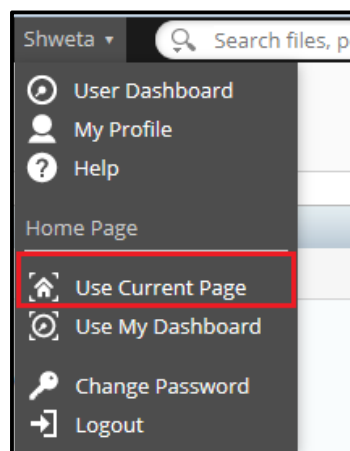 Shweta Search files, p
User Dashboard
My Profile
? Help
Home Page
Use Current Page
Use My Dashboard
Change Password
Logout